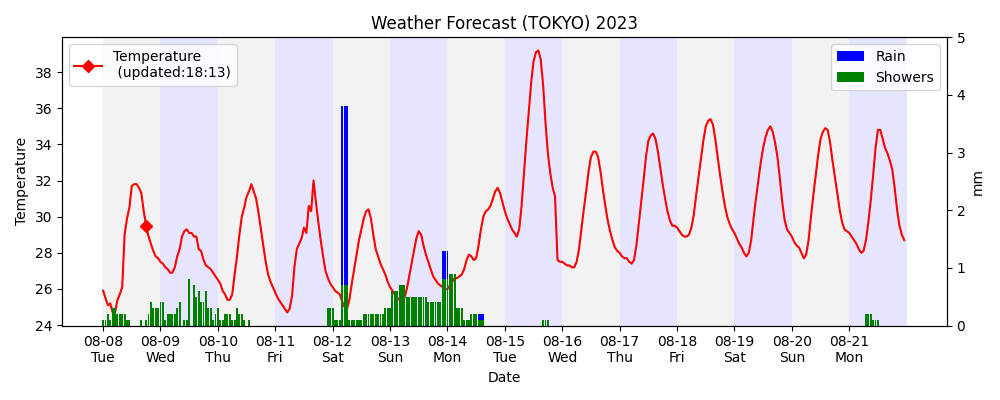 Weather Forecast (TOKYO) 2023
Temperature
(updated:18:13)
Rain
Showers
Temperature
38
36
34
32
30
28
26
24
5
4
3
2
1
0
mm
08-08 08-09 08-10 08-11 08-12 08-13 08-14 08-15 08-16 08-17 08-18 08-19 08-20 08-21
Tue Wed Thu Fri Sat Sun Mon Tue Wed Thu Fri Sat Sun Mon
Date